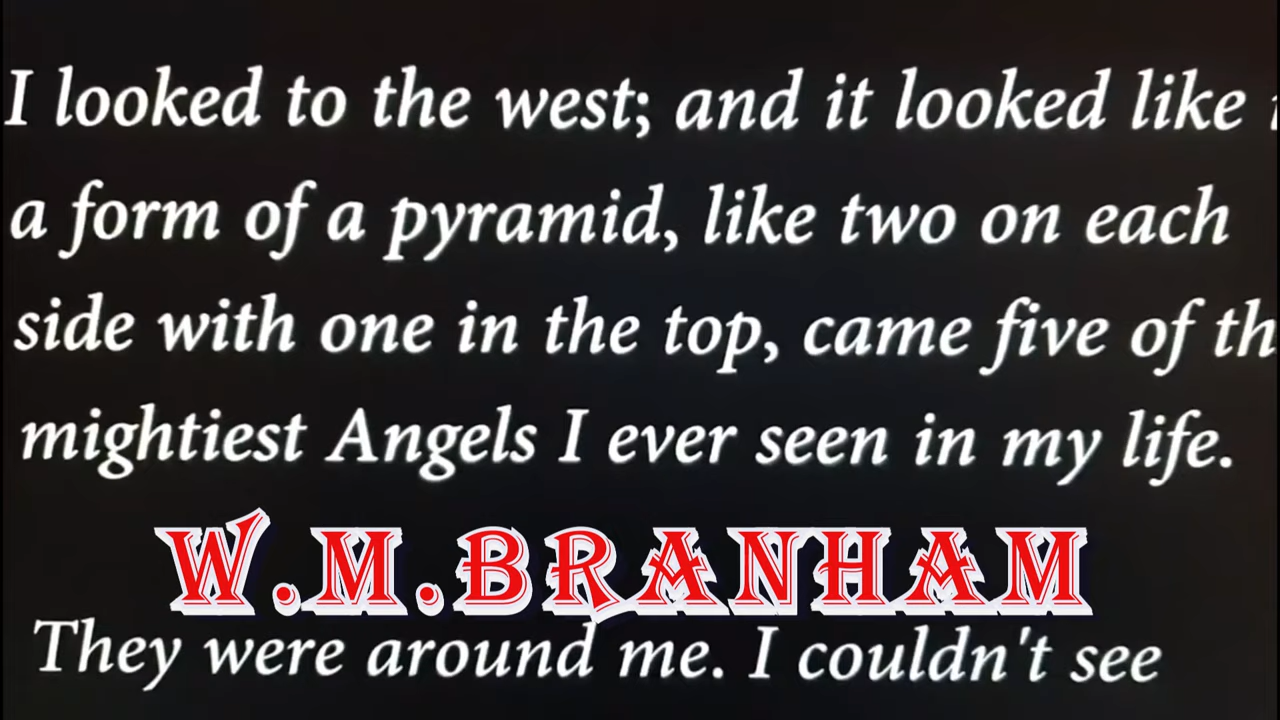 I looked to the west; and it looked like
a form of a pyramid, like two on each
side with one in the top, came five of th
mightiest Angels I ever seen in my life.
W.M.BRANHAM
They were around me. I couldn't see